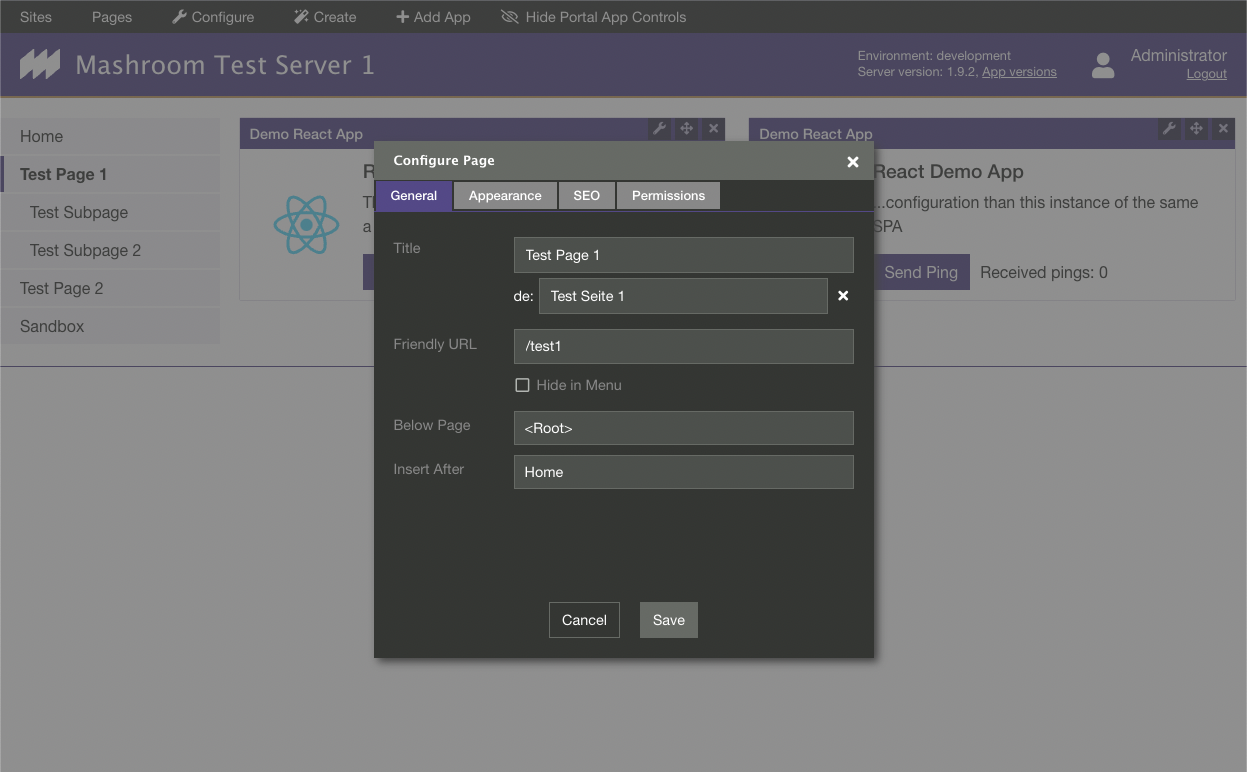 Sites Pages Configure Create Add App Hide Portal App Controls
Mashroom Test Server 1
Environment: development
Server version: 1.9.2, App versions
Administrator
Logout
Home
Test Page 1
Test Subpage
Test Subpage 2
Test Page 2
Sandbox
Demo React App
R
a
Demo React App
React Demo App
...configuration than this instance of the same
SPA
Send Ping Received pings: 0
Configure Page
General Appearance SEO Permissions
Title Test Page 1
de: Test Seite 1
Friendly URL /test1
Hide in Menu
Below Page <Root>
Insert After Home
Cancel Save